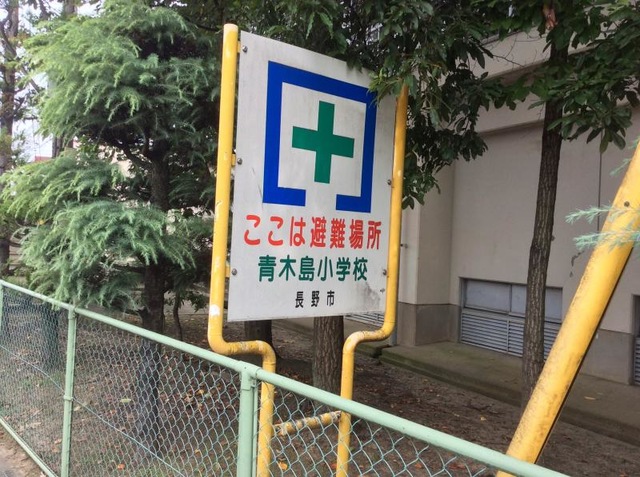 ここは避難場所
青木島小学校
長野市